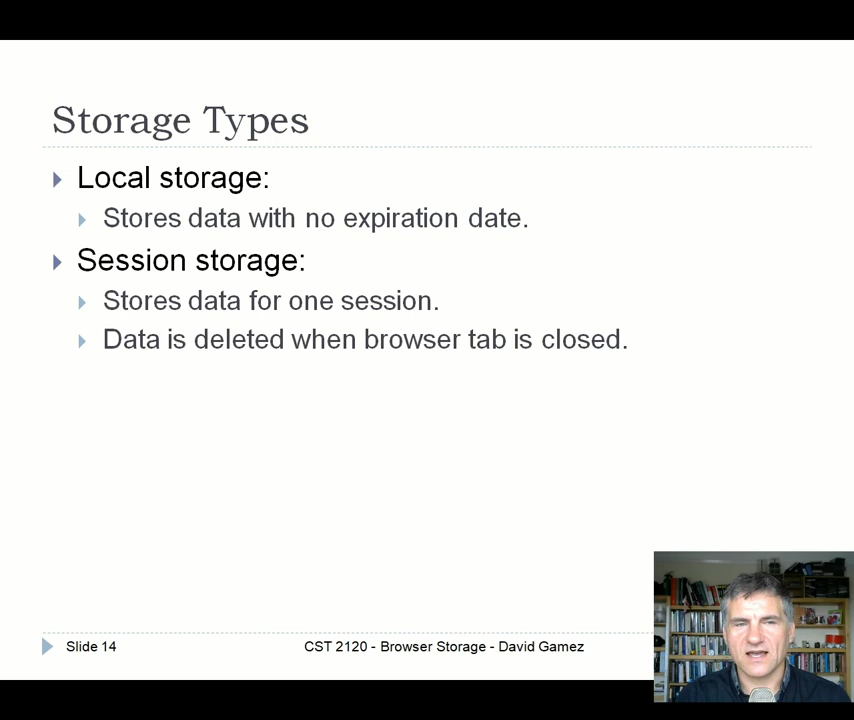 Storage Types
Local storage:
Stores data with no expiration date.
Session storage:
Stores data for one session.
Data is deleted when browser tab is closed.
Slide 14
CST 2120 - Browser Storage - David Gamez